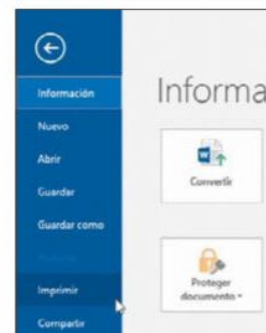 Información
Informa
Nuevo
Abrir
Guardar
Guardar como
Imprimir
Compartir
Convertir
Proteger
documento